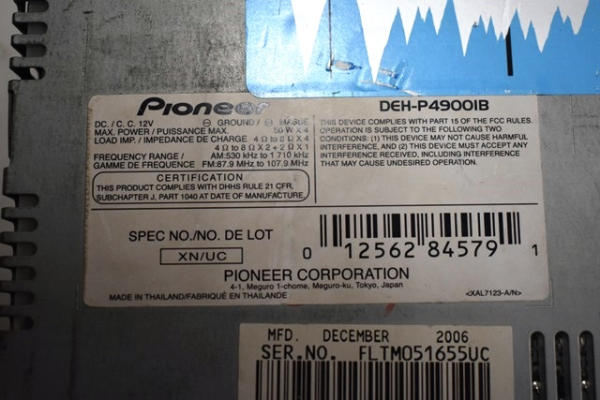 Pioneer
DEH-P4900IB
DC. / C. C. 12V ⊖ GROUND / ⊖ MASSE
MAX. POWER / PUISSANCE MAX. 50 W X 4
LOAD IMP. / IMPEDANCE DE CHARGE 4 Ω to 8 Ω X 4
4 Ω to 8 Ω X 2 + 2 Ω X 1
FREQUENCY RANGE / AM:530 kHz to 1 710 kHz
GAMME DE FREQUENCE FM:87.9 MHz to 107.9 MHz
THIS DEVICE COMPLIES WITH PART 15 OF THE FCC RULES.
OPERATION IS SUBJECT TO THE FOLLOWING TWO
CONDITIONS: (1) THIS DEVICE MAY NOT CAUSE HARMFUL
INTERFERENCE, AND (2) THIS DEVICE MUST ACCEPT ANY
INTERFERENCE RECEIVED, INCLUDING INTERFERENCE
THAT MAY CAUSE UNDESIRED OPERATION.
CERTIFICATION
THIS PRODUCT COMPLIES WITH DHHS RULE 21 CFR,
SUBCHAPTER J, PART 1040 AT DATE OF MANUFACTURE.
SPEC NO./NO. DE LOT
XN/UC
0 12562 84579 1
PIONEER CORPORATION
4-1, Meguro 1-chome, Meguro-ku, Tokyo, Japan
MADE IN THAILAND/FABRIQUÉ EN THAILANDE
<XAL7123-A/N>
MFD. DECEMBER 2006
SER.NO. FLTM051655UC